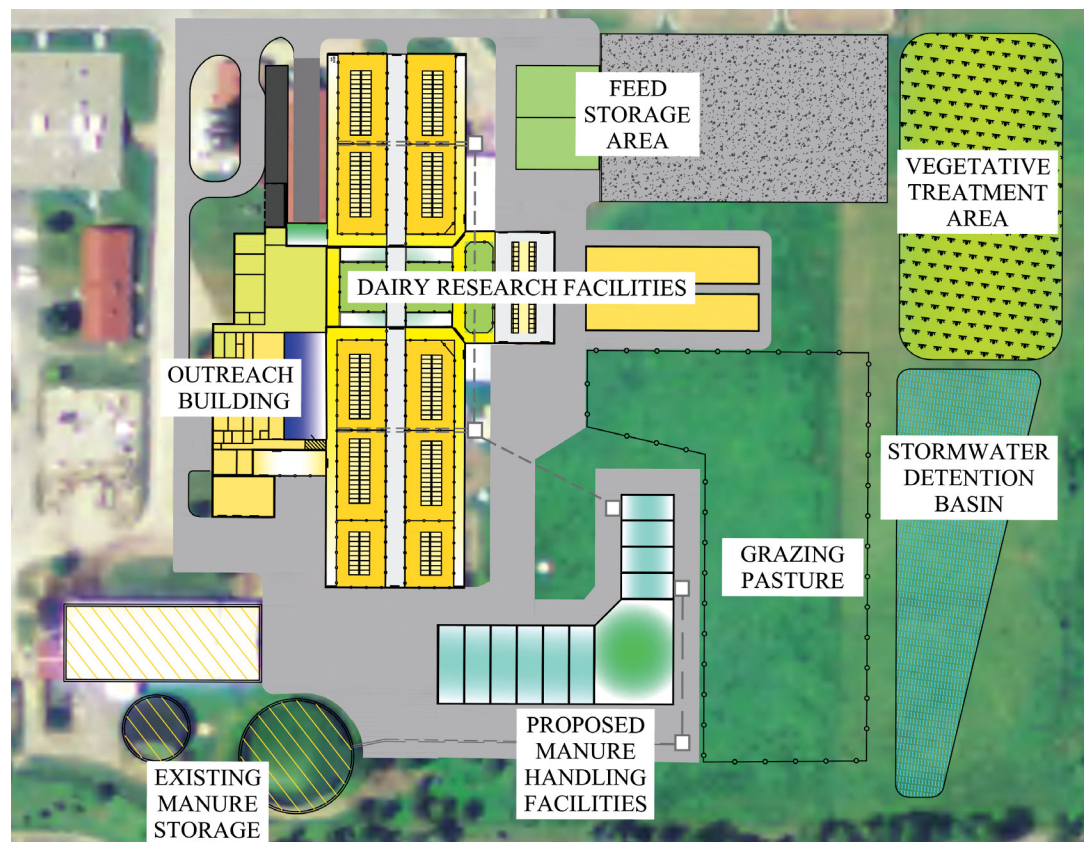 FEED
STORAGE
AREA
VEGETATIVE
TREATMENT
AREA
DAIRY RESEARCH FACILITIES
OUTREACH
BUILDING
STORMWATER
DETENTION
BASIN
GRAZING
PASTURE
PROPOSED
MANURE
HANDLING
FACILITIES
EXISTING
MANURE
STORAGE